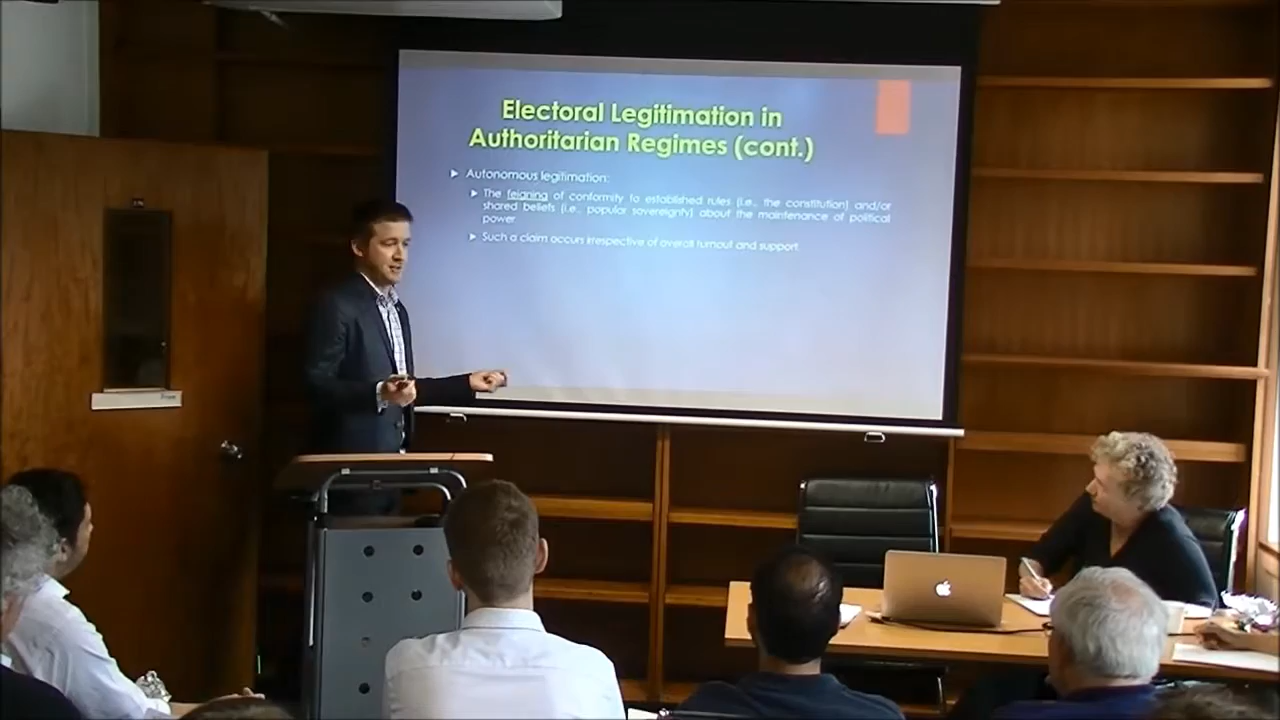 Electoral Legitimation in
Authoritarian Regimes (cont.)
Autonomous legitimation:
The feigning of conformity to established rules (i.e., the constitution) and/or
shared beliefs (i.e., popular sovereignty) about the maintenance of political
power
Such a claim occurs irrespective of overall turnout and support.